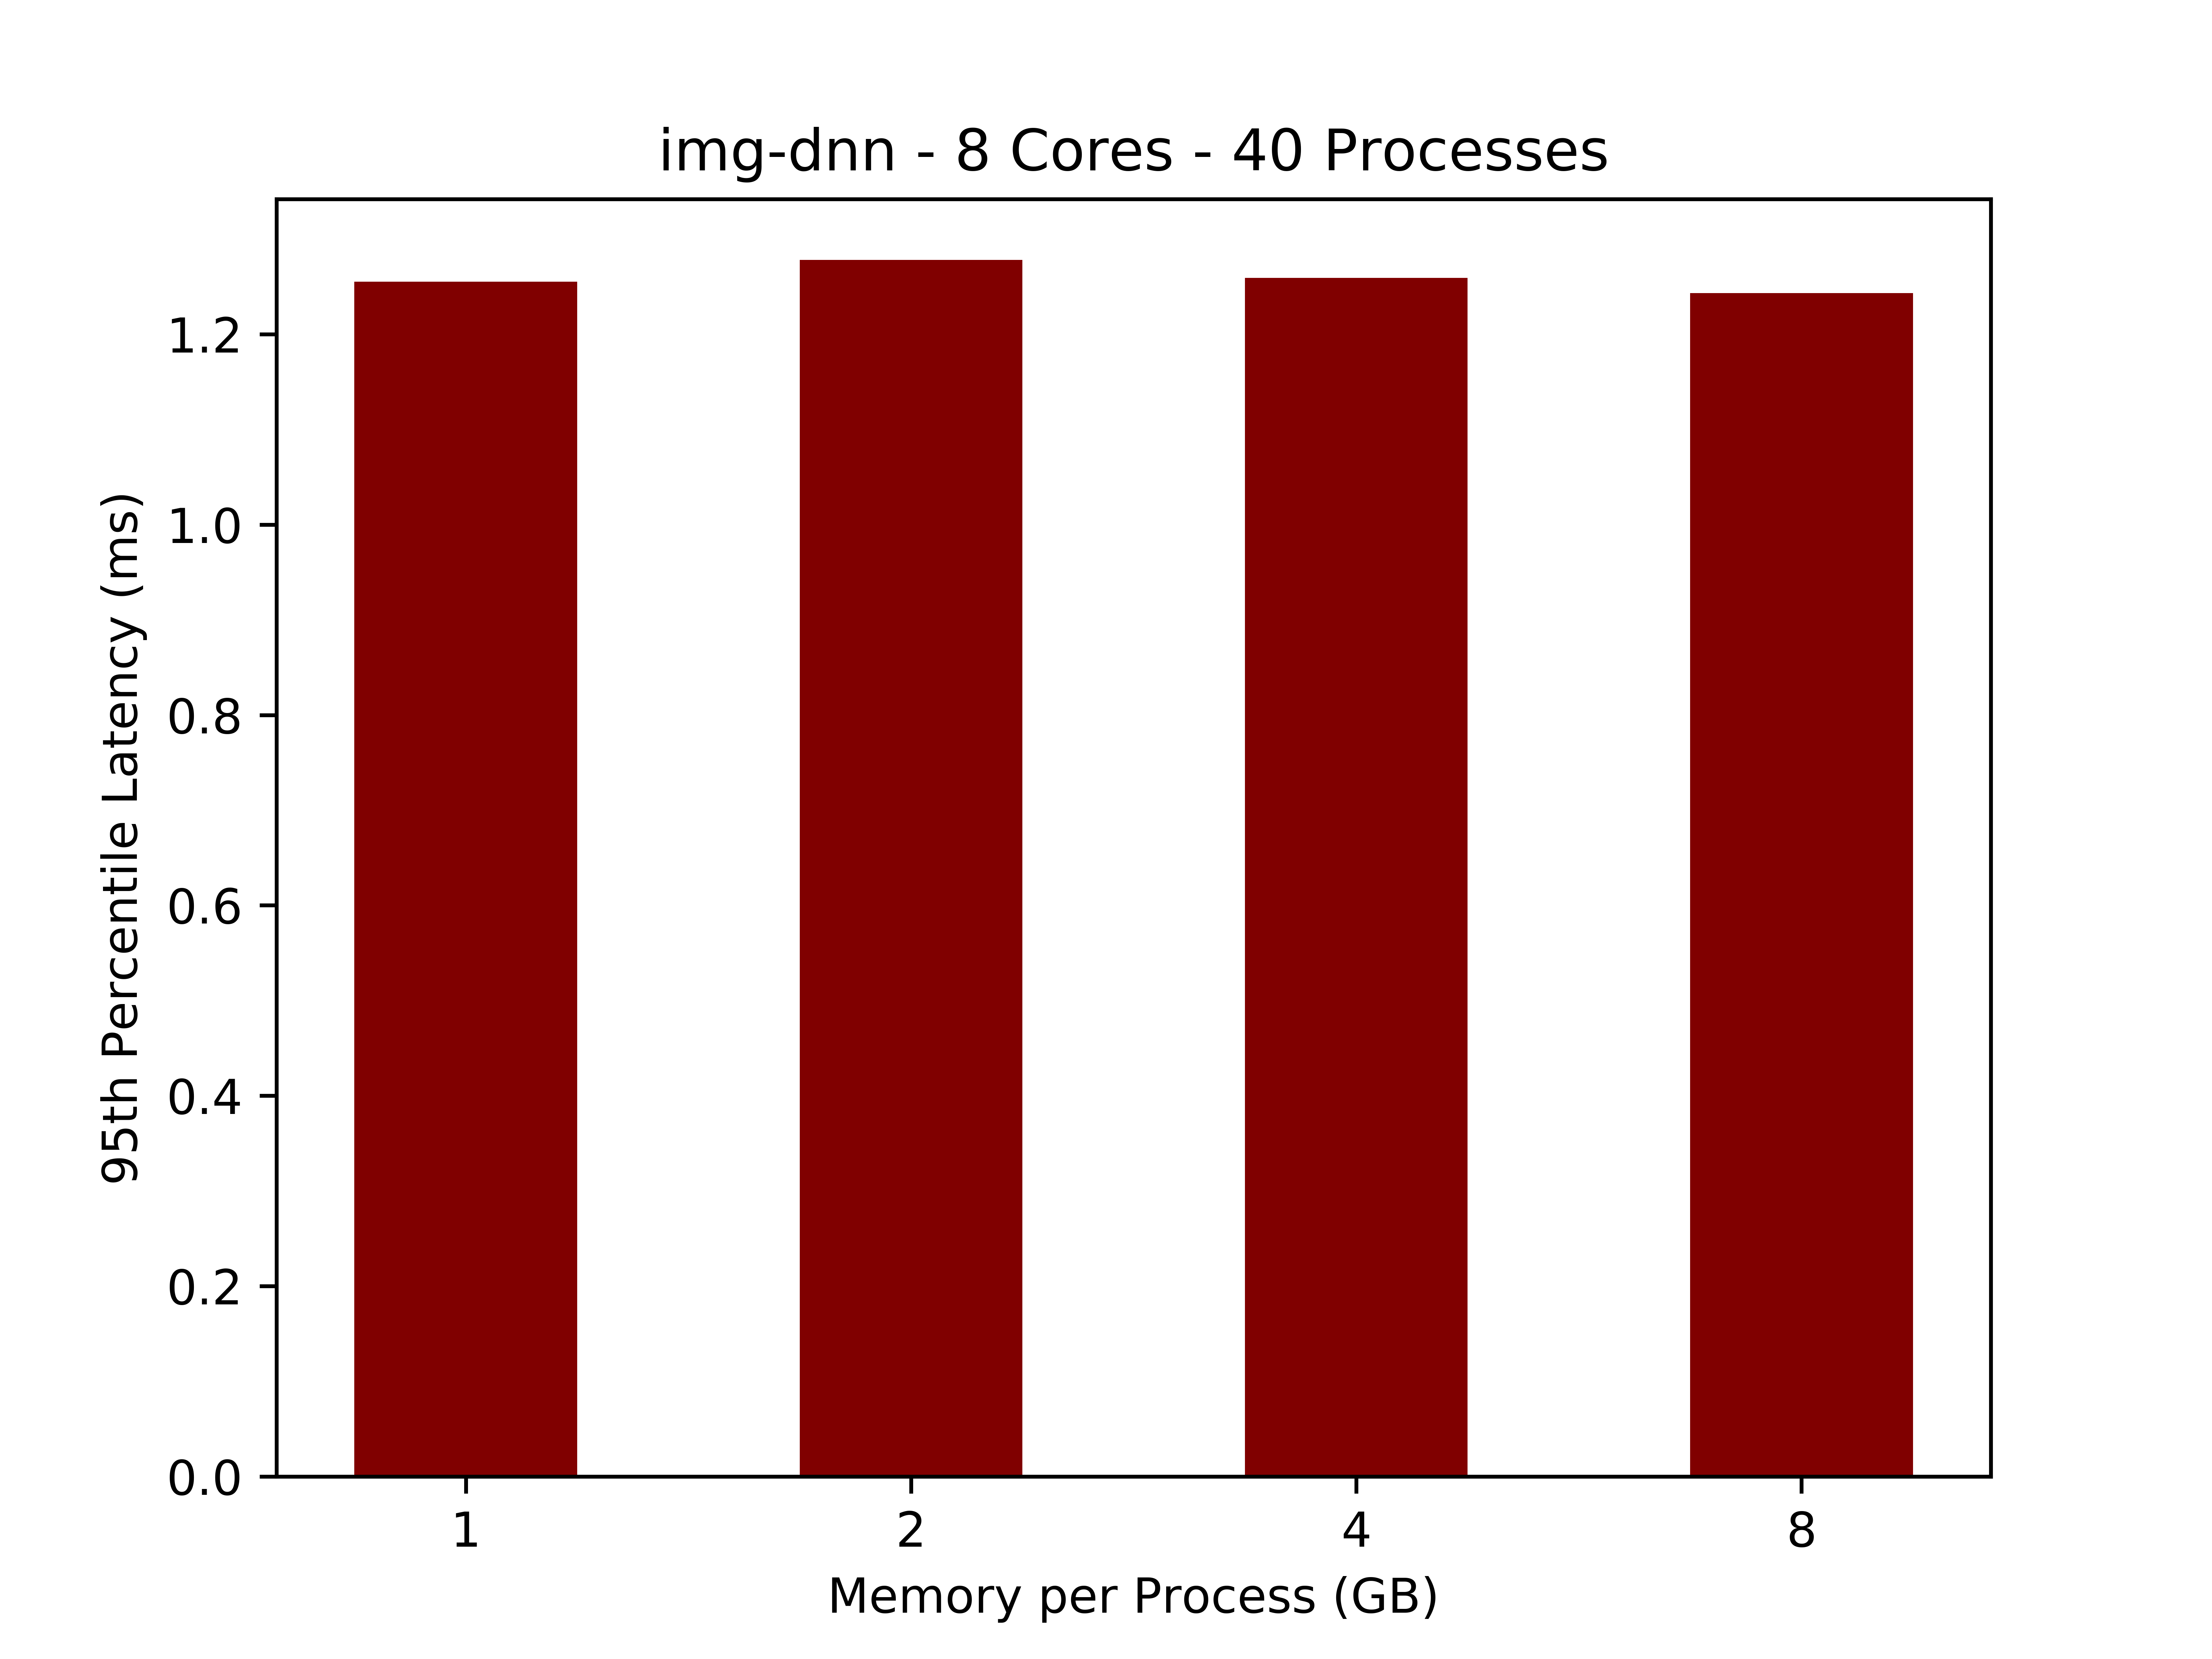 img-dnn - 8 Cores - 40 Processes
95th Percentile Latency (ms)
1.2
1.0
0.8
0.6
0.4
0.2
0.0
1 2 4 8
Memory per Process (GB)